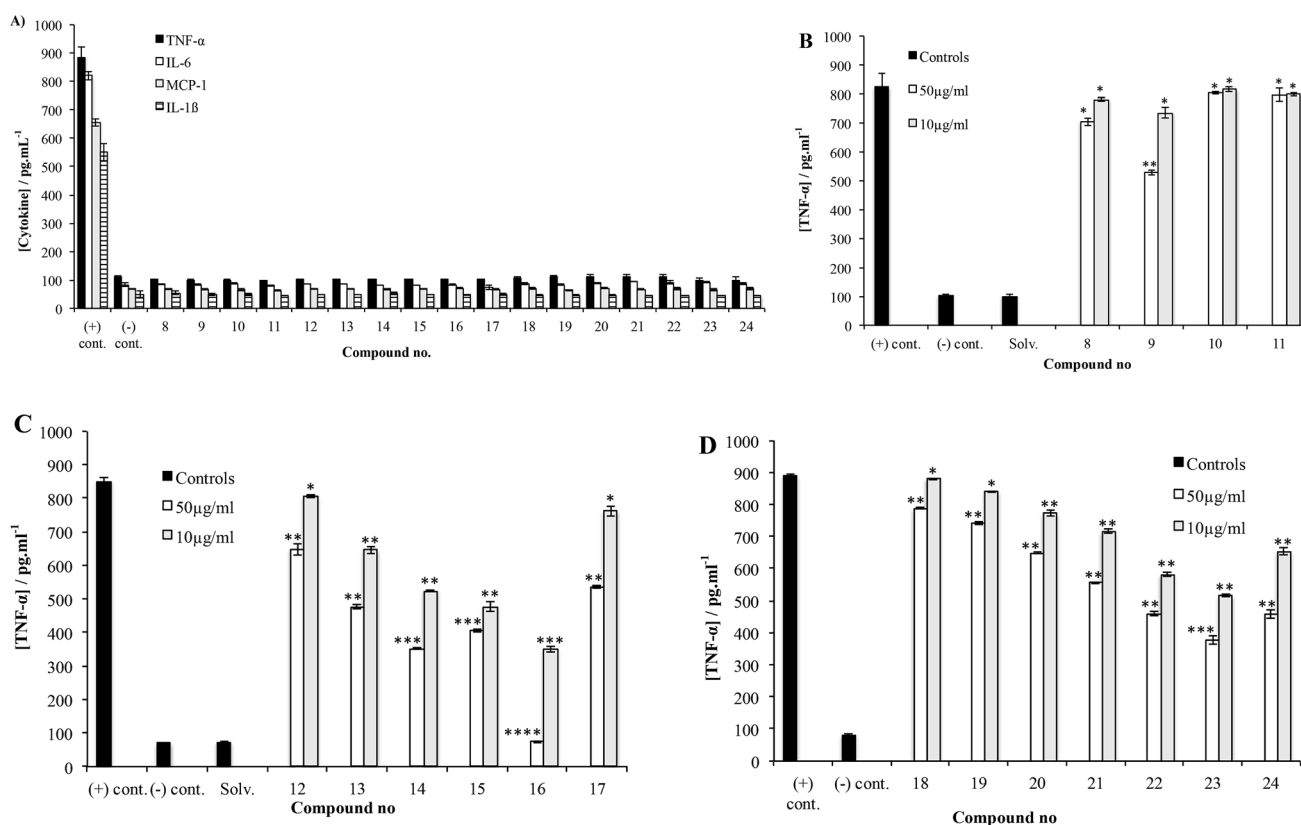 A)
1000
900
800
700
600
500
400
300
200
100
0
[Cytokine] / pg.mL-1
TNF-α
IL-6
MCP-1
IL-1ß
(+) cont.
(-) cont.
8 9 10 11 12 13 14 15 16 17 18 19 20 21 22 23 24
Compound no.
B
1000
900
800
700
600
500
400
300
200
100
0
[TNF-α] / pg.ml-1
Controls
50µg/ml
10µg/ml
* * ** * * * * *
(+) cont. (-) cont. Solv. 8 9 10 11
Compound no
C
1000
900
800
700
600
500
400
300
200
100
0
[TNF-α] / pg.ml-1
Controls
50µg/ml
10µg/ml
** * ** ** *** ** *** ** **** *** ** *
(+) cont. (-) cont. Solv. 12 13 14 15 16 17
Compound no
D
1000
900
800
700
600
500
400
300
200
100
0
[TNF-α] / pg.ml-1
Controls
50µg/ml
10µg/ml
** * ** * ** ** ** ** ** ** *** ** ** **
(+) cont.
(-) cont. 18 19 20 21 22 23 24
Compound no